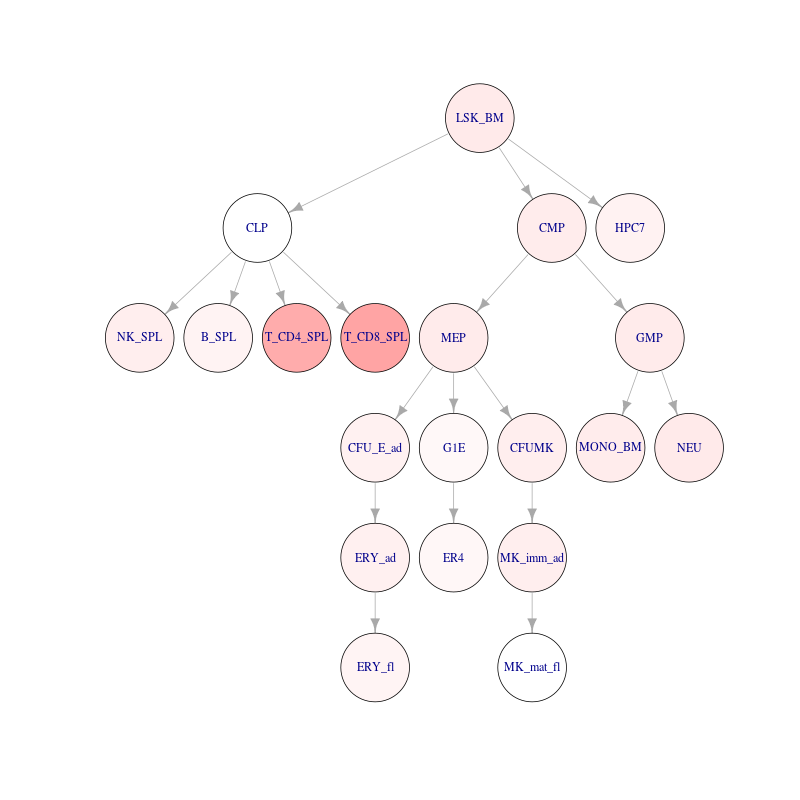 LSK_BM
CLP
CMP
HPC7
NK_SPL
B_SPL
T_CD4_SPL
T_CD8_SPL
MEP
GMP
CFU_E_ad
G1E
CFUMK
MONO_BM
NEU
ERY_ad
ER4
MK_imm_ad
ERY_fl
MK_mat_fl